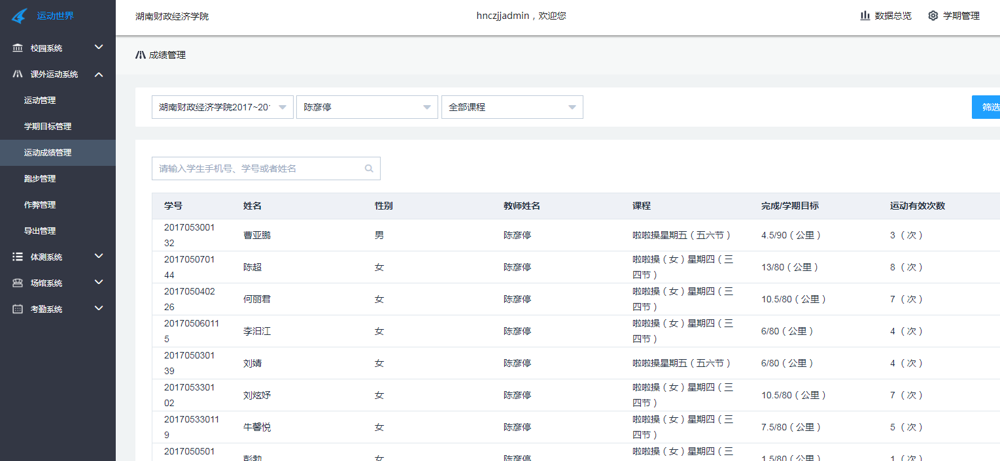 运动世界
湖南财政经济学院
hnczjjadmin，欢迎您
数据总览
学期管理
校园系统
课外运动系统
运动管理
学期目标管理
运动成绩管理
跑步管理
作弊管理
导出管理
体测系统
场馆系统
考勤系统
成绩管理
湖南财政经济学院2017~201
陈彦停
全部课程
筛选
请输入学生手机号、学号或者姓名
学号 姓名 性别 教师姓名 课程 完成/学期目标 运动有效次数
2017053001
32
曹亚鹏 男 陈彦停 啦啦操星期五（五六节） 4.5/90（公里） 3 （次）
2017050701
44
陈超 女 陈彦停 啦啦操（女）星期四（三
四节）
13/80（公里） 8 （次）
2017050402
26
何丽君 女 陈彦停 啦啦操（女）星期四（三
四节）
10.5/80（公里） 7 （次）
20170506011
5
李汨江 女 陈彦停 啦啦操（女）星期四（三
四节）
6/80（公里） 4 （次）
2017050301
39
刘婧 女 陈彦停 啦啦操星期五（五六节） 6/80（公里） 4 （次）
2017053301
02
刘炫妤 女 陈彦停 啦啦操（女）星期四（三
四节）
10.5/80（公里） 7 （次）
20170533011
9
牛馨悦 女 陈彦停 啦啦操（女）星期四（三
四节）
7.5/80（公里） 5 （次）
2017050501
彭勃 女 陈彦停 啦啦操（女）星期四（三
1.5/80（公里） 1 （次）